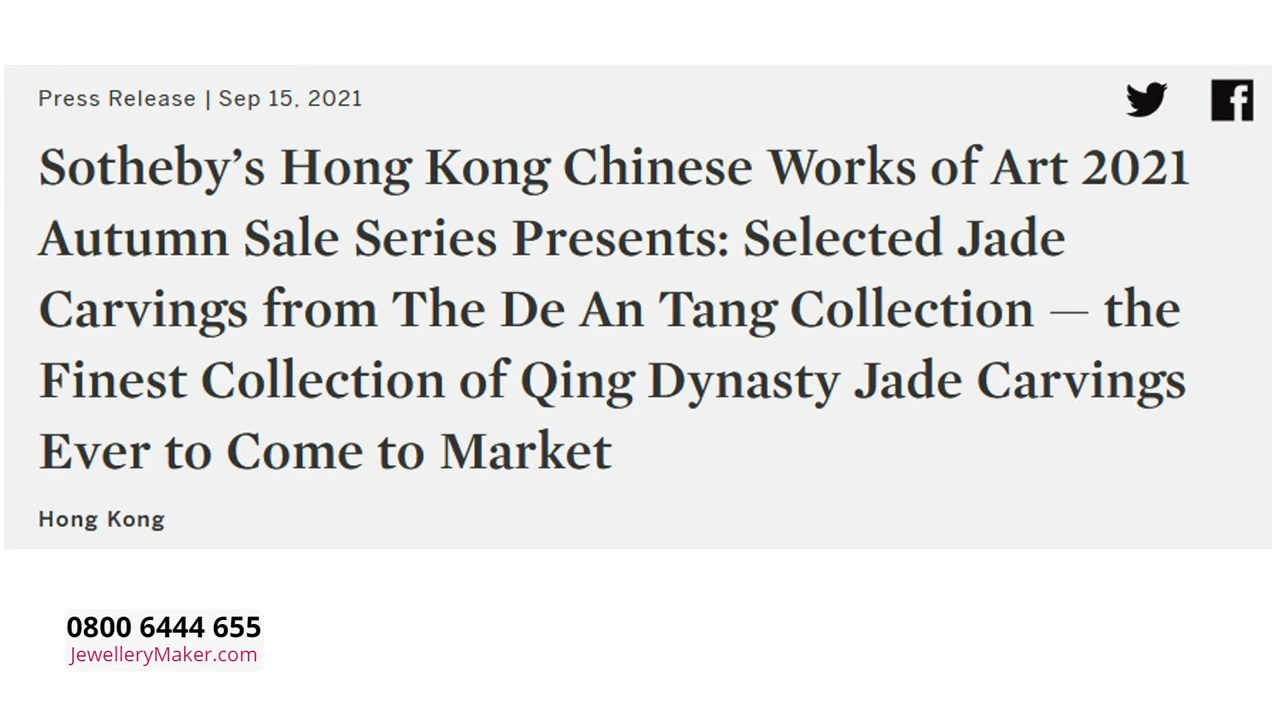 Press Release | Sep 15, 2021
Sotheby’s Hong Kong Chinese Works of Art 2021
Autumn Sale Series Presents: Selected Jade
Carvings from The De An Tang Collection — the
Finest Collection of Qing Dynasty Jade Carvings
Ever to Come to Market
Hong Kong
0800 6444 655
JewelleryMaker.com